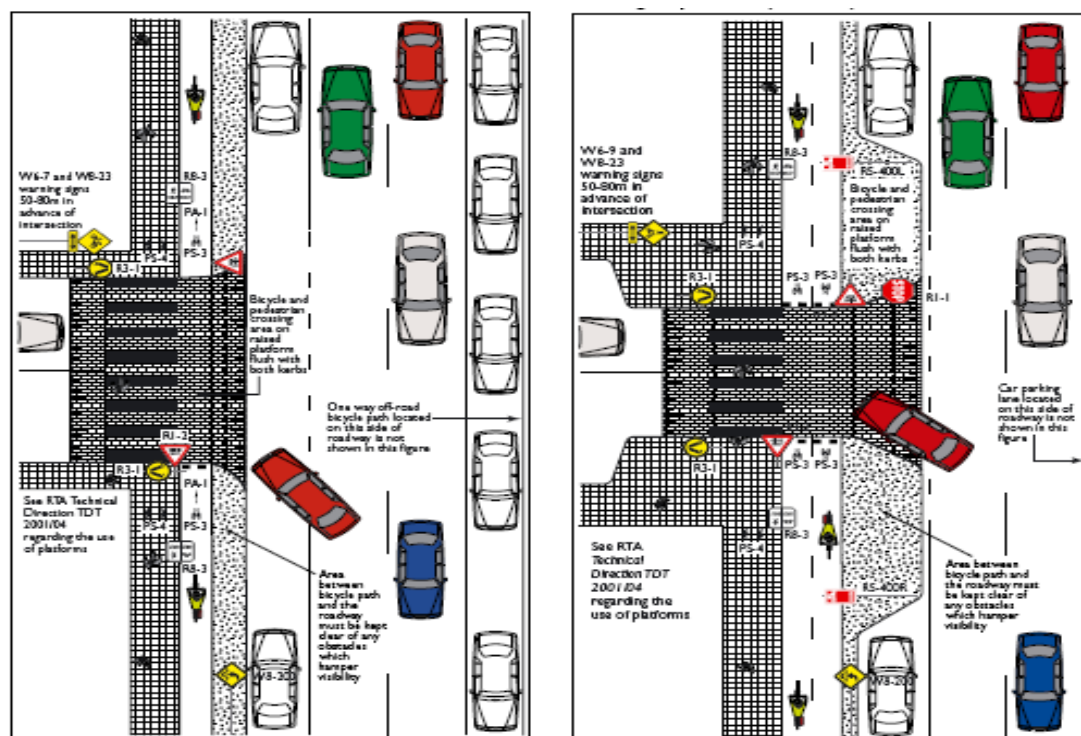 W6-7 and W8-23
warning signs
50-80m in
advance of
intersection
R8-3
PA-1
PS-4
PS-3
R3-1
Bicycle and
pedestrian
crossing
area on
raised
platform
flush with
both kerbs
One way off-road
bicycle path located
on this side of
roadway is not
shown in this figure
R1-2
R3-1
PA-1
PS-4
PS-3
R8-3
See RTA Technical
Direction TDT
2001/04
regarding the use
of platforms
Area
between
bicycle path
and the
roadway
must be kept
clear of any
obstacles
which
hamper
visibility
W8-200
W6-9 and
W8-23
warning signs
50-80m in
advance of
intersection
R8-3
RS-400L
Bicycle and
pedestrian
crossing
area on
raised
platform
flush with
both kerbs
PS-4
PS-3
PS-3
R3-1
R1-1
Car parking
lane located
on this side of
roadway is not
shown in this
figure
R3-1
PS-3
PS-3
PS-4
R8-3
See RTA
Technical
Direction TDT
2001/04
regarding the
use of platforms
Area between
bicycle path and
the roadway must
be kept clear of
any obstacles
which hamper
visibility
RS-400R
W8-200